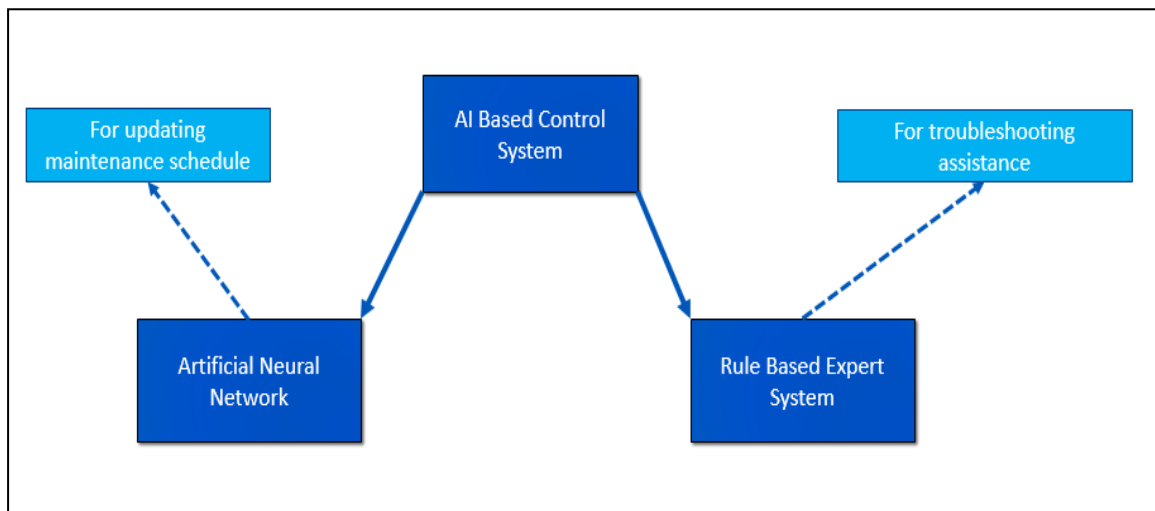 AI Based Control
System
For updating
maintenance schedule
For troubleshooting
assistance
Artificial Neural
Network
Rule Based Expert
System